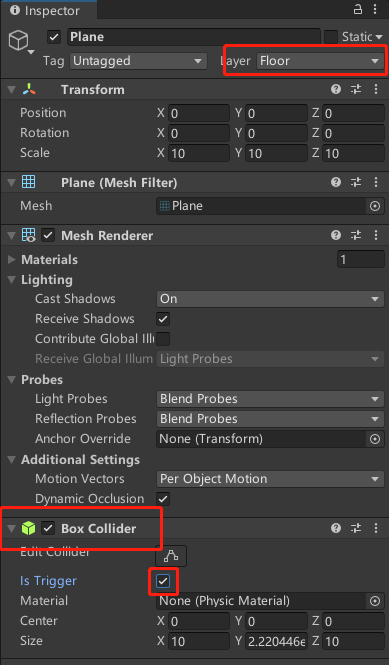 Inspector
Plane Static
Tag Untagged Layer Floor
Transform
Position X 0 Y 0 Z 0
Rotation X 0 Y 0 Z 0
Scale X 10 Y 10 Z 10
Plane (Mesh Filter)
Mesh Plane
Mesh Renderer
Materials 1
Lighting
Cast Shadows On
Receive Shadows
Contribute Global Illu
Receive Global Illum Light Probes
Probes
Light Probes Blend Probes
Reflection Probes Blend Probes
Anchor Override None (Transform)
Additional Settings
Motion Vectors Per Object Motion
Dynamic Occlusion
Box Collider
Edit Collider
Is Trigger
Material None (Physic Material)
Center X 0 Y 0 Z 0
Size X 10 Y 2.220446e Z 10